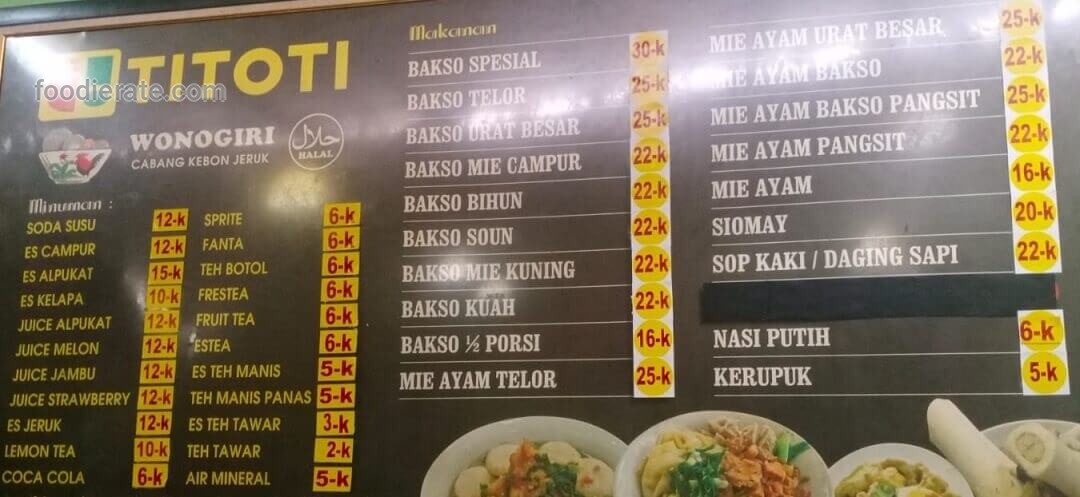 TITOTI
foodierate.com
WONOGIRI
CABANG KEBON JERUK
حلال
HALAL
Minuman :
SODA SUSU 12-k
ES CAMPUR 12-k
ES ALPUKAT 15-k
ES KELAPA 10-k
JUICE ALPUKAT 12-k
JUICE MELON 12-k
JUICE JAMBU 12-k
JUICE STRAWBERRY 12-k
ES JERUK 12-k
LEMON TEA 10-k
COCA COLA 6-k
SPRITE 6-k
FANTA 6-k
TEH BOTOL 6-k
FRESTEA 6-k
FRUIT TEA 6-k
ESTEA 6-k
ES TEH MANIS 5-k
TEH MANIS PANAS 5-k
ES TEH TAWAR 3-k
TEH TAWAR 2-k
AIR MINERAL 5-k
Makanan
BAKSO SPESIAL 30-k
BAKSO TELOR 25-k
BAKSO URAT BESAR 25-k
BAKSO MIE CAMPUR 22-k
BAKSO BIHUN 22-k
BAKSO SOUN 22-k
BAKSO MIE KUNING 22-k
BAKSO KUAH 22-k
BAKSO ½ PORSI 16-k
MIE AYAM TELOR 25-k
MIE AYAM URAT BESAR 25-k
MIE AYAM BAKSO 22-k
MIE AYAM BAKSO PANGSIT 25-k
MIE AYAM PANGSIT 22-k
MIE AYAM 16-k
SIOMAY 20-k
SOP KAKI / DAGING SAPI 22-k
NASI PUTIH 6-k
KERUPUK 5-k